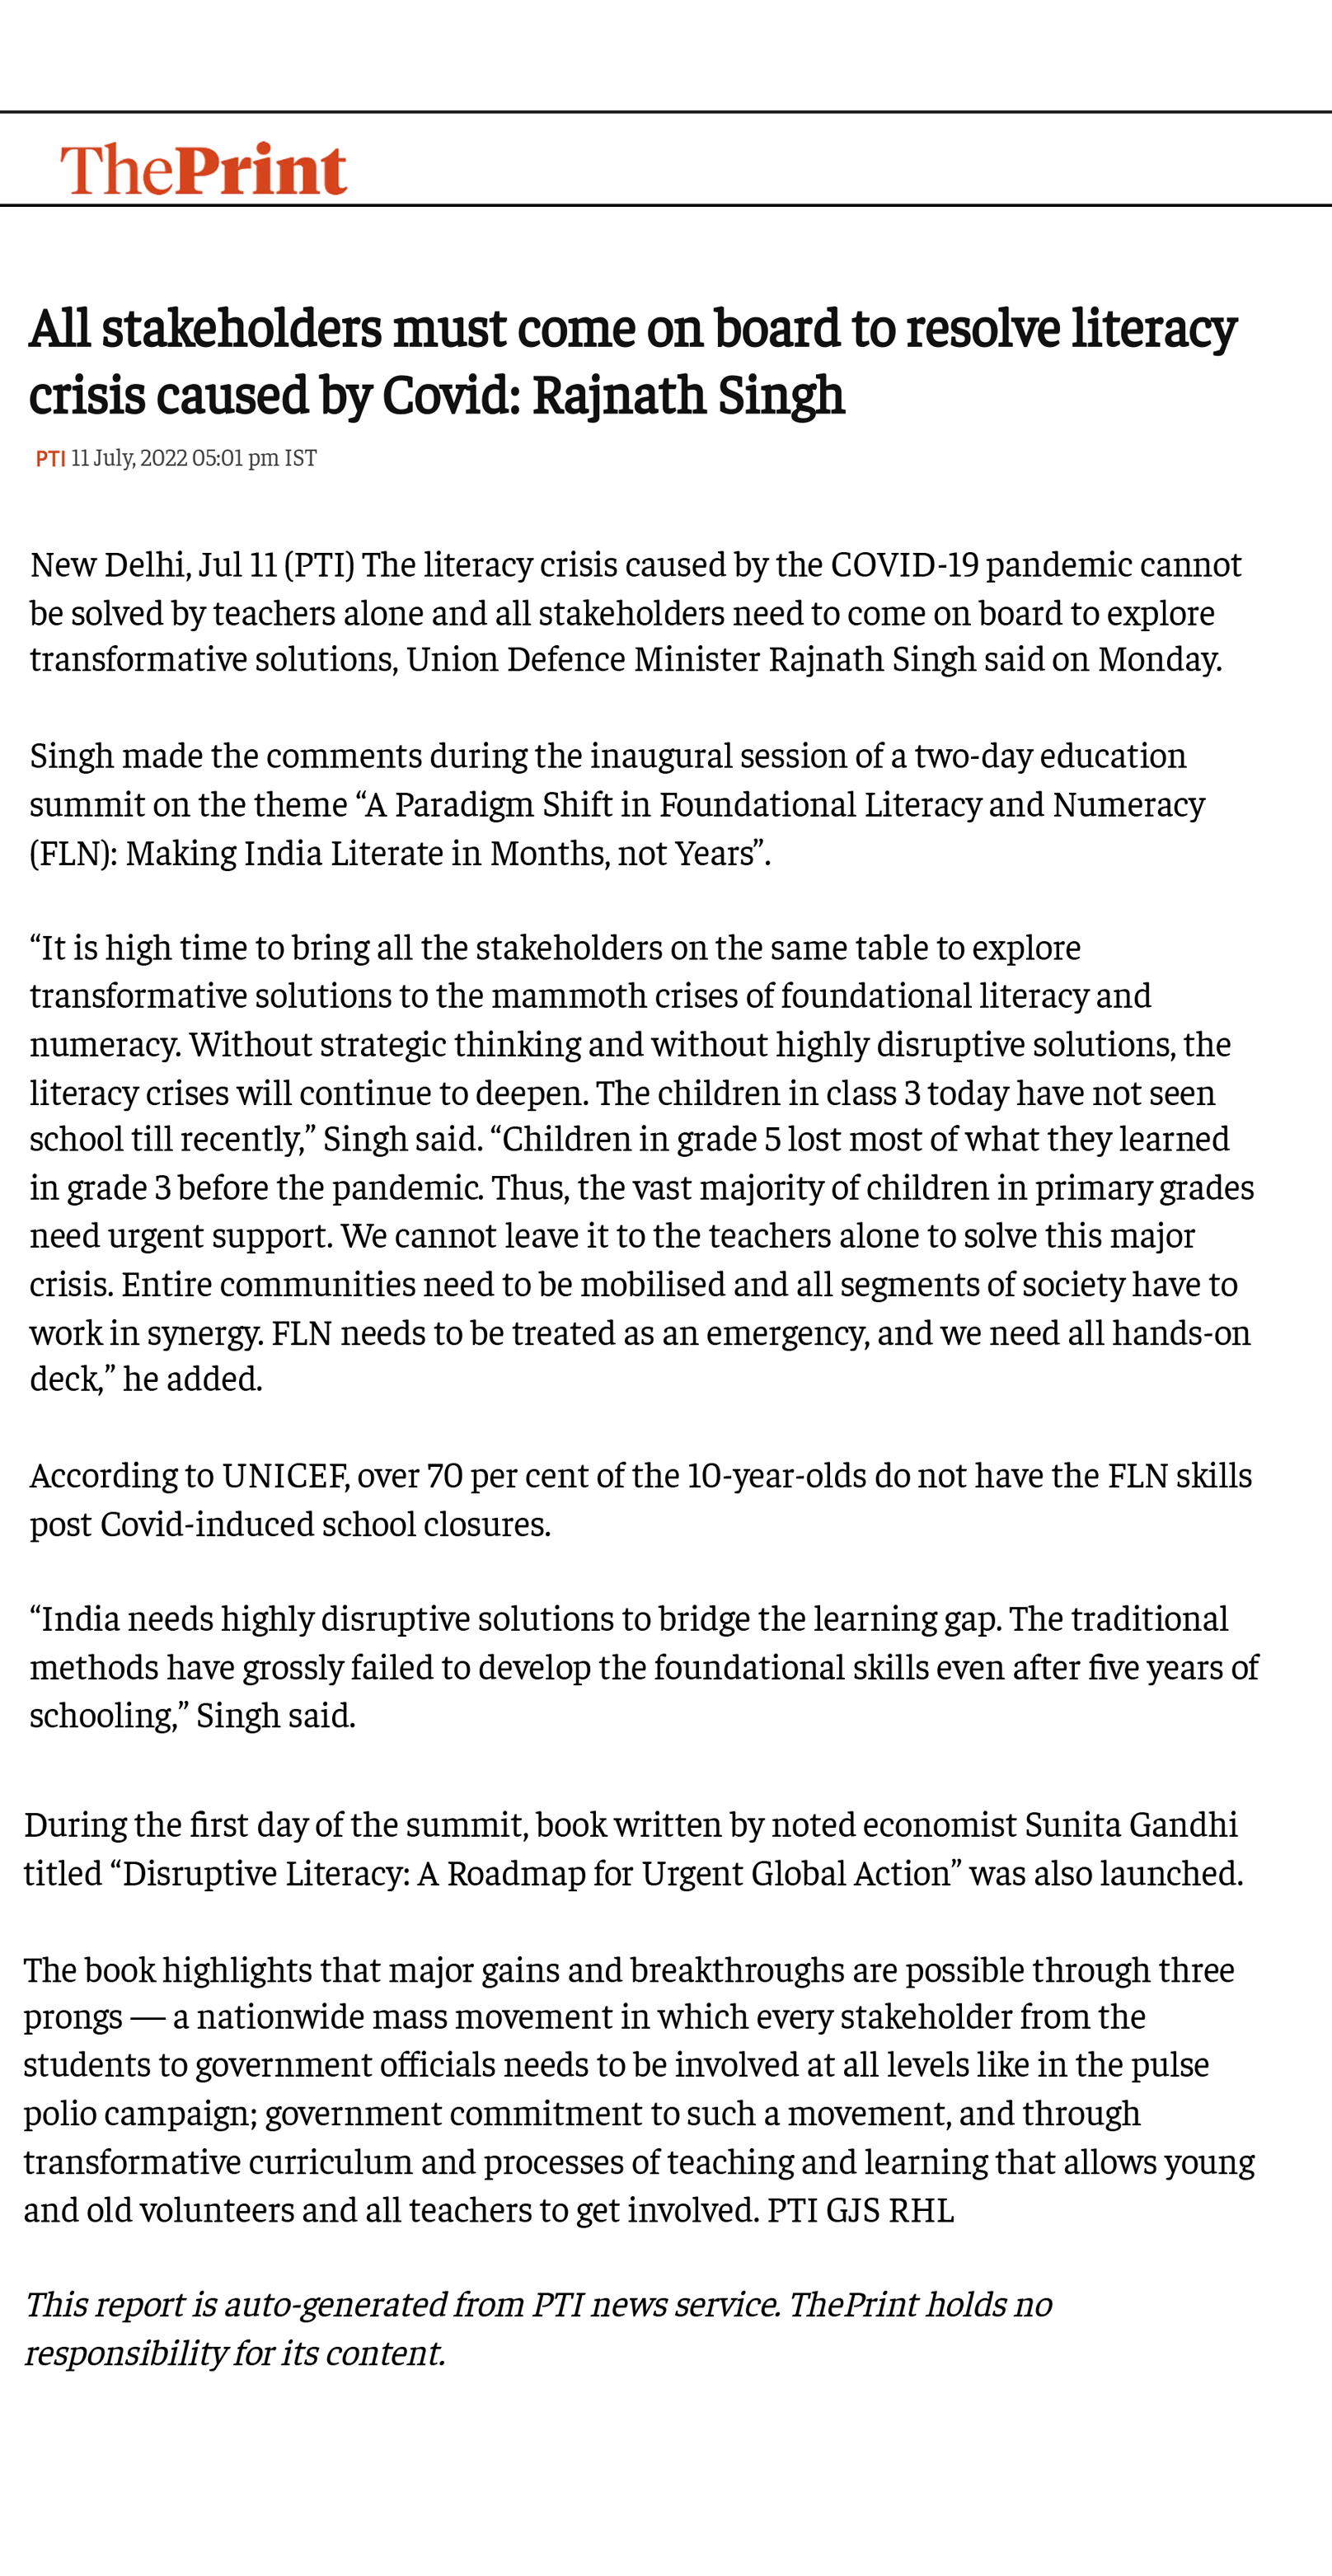 ThePrint
All stakeholders must come on board to resolve literacy
crisis caused by Covid: Rajnath Singh
PTI 11 July, 2022 05:01 pm IST
New Delhi, Jul 11 (PTI) The literacy crisis caused by the COVID-19 pandemic cannot
be solved by teachers alone and all stakeholders need to come on board to explore
transformative solutions, Union Defence Minister Rajnath Singh said on Monday.
Singh made the comments during the inaugural session of a two-day education
summit on the theme “A Paradigm Shift in Foundational Literacy and Numeracy
(FLN): Making India Literate in Months, not Years”.
“It is high time to bring all the stakeholders on the same table to explore
transformative solutions to the mammoth crises of foundational literacy and
numeracy. Without strategic thinking and without highly disruptive solutions, the
literacy crises will continue to deepen. The children in class 3 today have not seen
school till recently,” Singh said. “Children in grade 5 lost most of what they learned
in grade 3 before the pandemic. Thus, the vast majority of children in primary grades
need urgent support. We cannot leave it to the teachers alone to solve this major
crisis. Entire communities need to be mobilised and all segments of society have to
work in synergy. FLN needs to be treated as an emergency, and we need all hands-on
deck,” he added.
According to UNICEF, over 70 per cent of the 10-year-olds do not have the FLN skills
post Covid-induced school closures.
“India needs highly disruptive solutions to bridge the learning gap. The traditional
methods have grossly failed to develop the foundational skills even after five years of
schooling,” Singh said.
During the first day of the summit, book written by noted economist Sunita Gandhi
titled “Disruptive Literacy: A Roadmap for Urgent Global Action” was also launched.
The book highlights that major gains and breakthroughs are possible through three
prongs — a nationwide mass movement in which every stakeholder from the
students to government officials needs to be involved at all levels like in the pulse
polio campaign; government commitment to such a movement, and through
transformative curriculum and processes of teaching and learning that allows young
and old volunteers and all teachers to get involved. PTI GJS RHL
This report is auto-generated from PTI news service. ThePrint holds no
responsibility for its content.